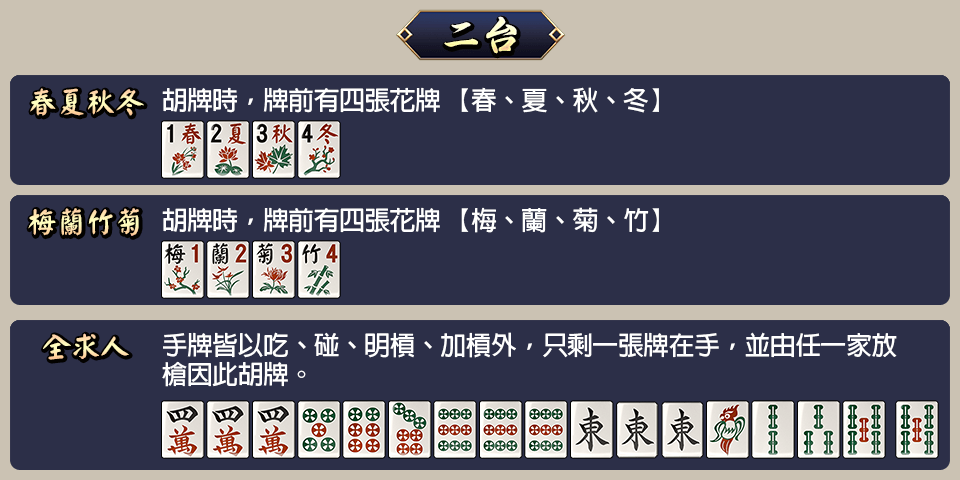 二台
春夏秋冬
胡牌時，牌前有四張花牌【春、夏、秋、冬】
1春 2夏 3秋 4冬
梅蘭竹菊
胡牌時，牌前有四張花牌【梅、蘭、菊、竹】
梅1 蘭2 菊3 竹4
全求人
手牌皆以吃、碰、明槓、加槓外，只剩一張牌在手，並由任一家放
槍因此胡牌。
四萬 四萬 四萬 東 東 東